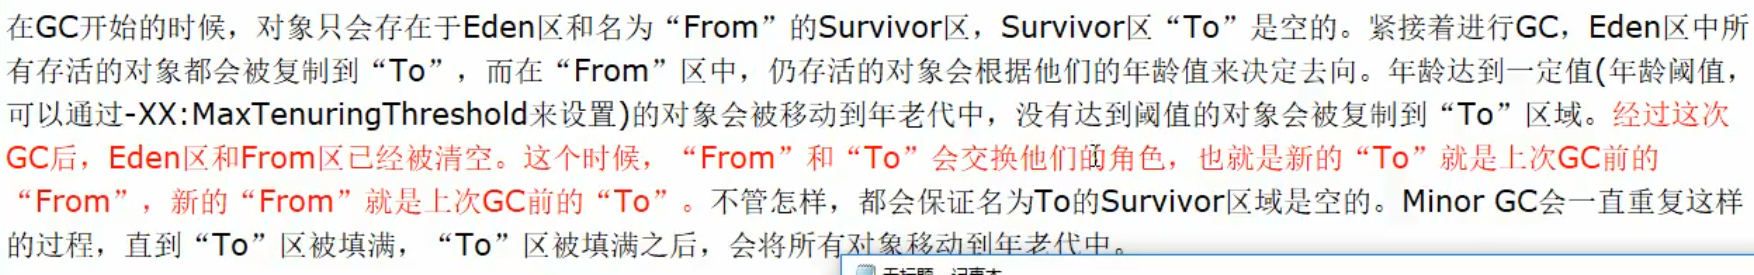 在GC开始的时候，对象只会存在于Eden区和名为“From”的Survivor区，Survivor区“To”是空的。紧接着进行GC，Eden区中所
有存活的对象都会被复制到“To”，而在“From”区中，仍存活的对象会根据他们的年龄值来决定去向。年龄达到一定值(年龄阈值，
可以通过-XX:MaxTenuringThreshold来设置)的对象会被移动到年老代中，没有达到阈值的对象会被复制到“To”区域。经过这次
GC后，Eden区和From区已经被清空。这个时候，“From”和“To”会交换他们的角色，也就是新的“To”就是上次GC前的
“From”，新的“From”就是上次GC前的“To”。不管怎样，都会保证名为To的Survivor区域是空的。Minor GC会一直重复这样
的过程，直到“To”区被填满，“To”区被填满之后，会将所有对象移动到年老代中。
无标题 - 记事本